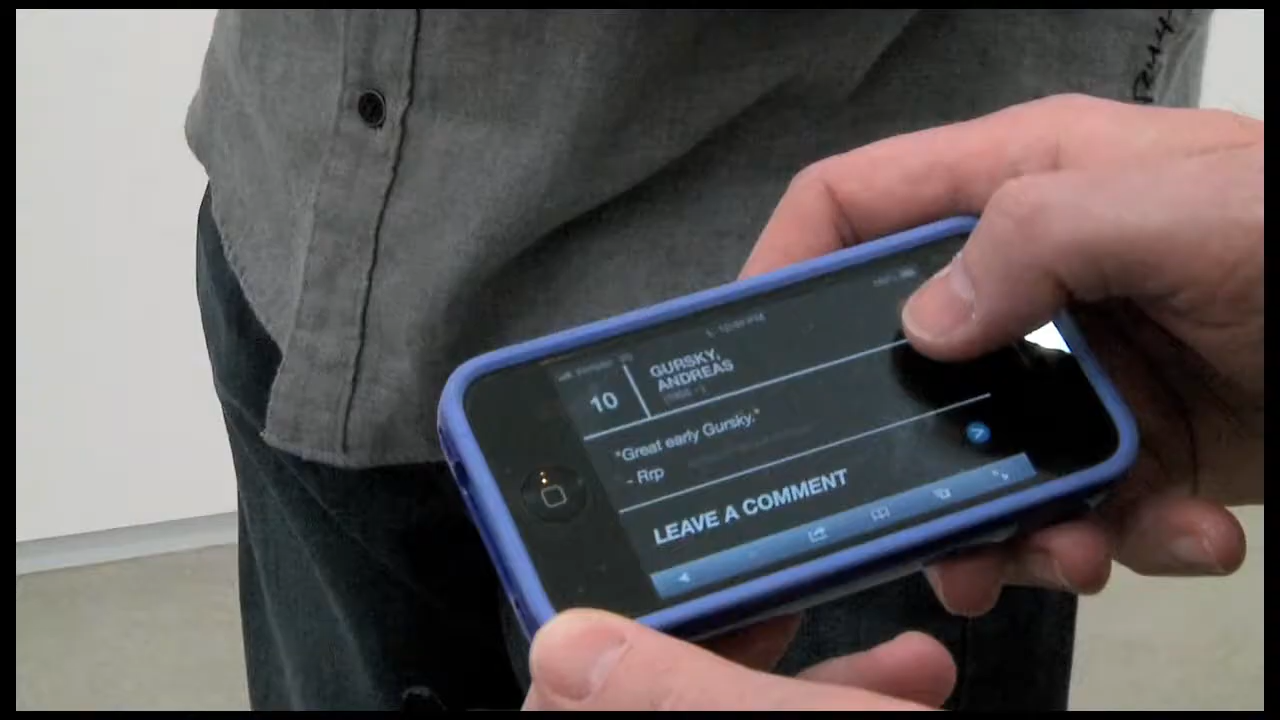 10
GURSKY,
ANDREAS
"Great early Gursky."
- Rrp
LEAVE A COMMENT